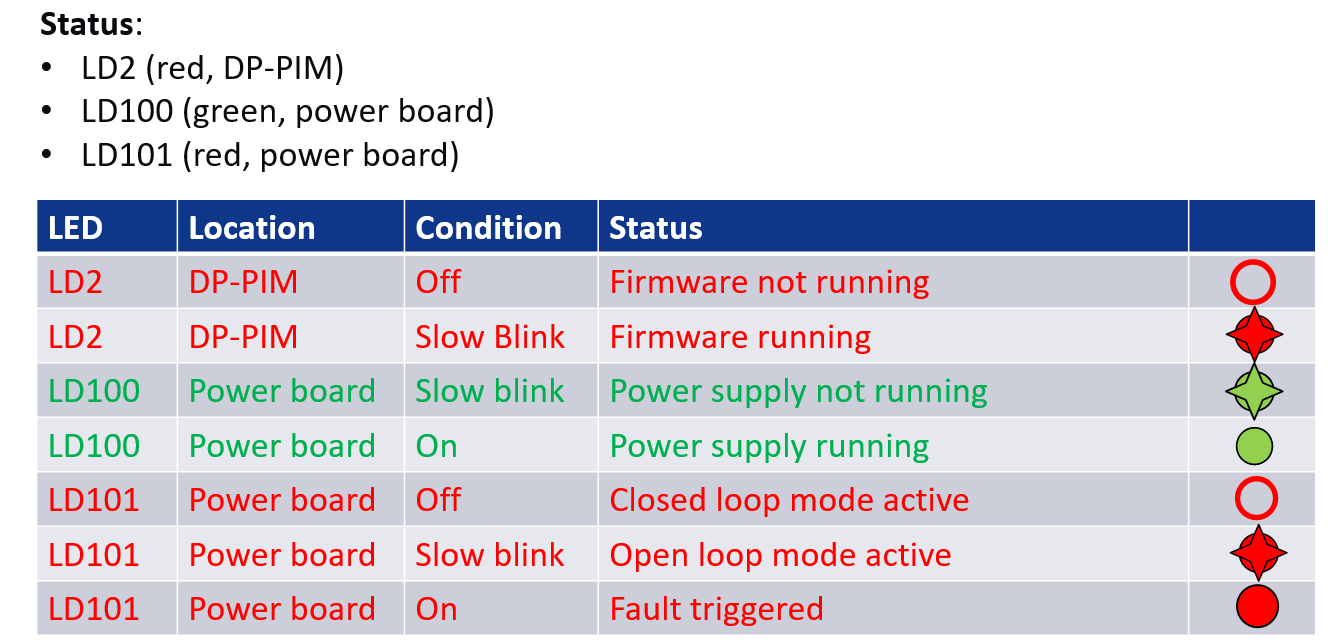 Status:
• LD2 (red, DP-PIM)
• LD100 (green, power board)
• LD101 (red, power board)
LED Location Condition Status
LD2 DP-PIM Off Firmware not running
LD2 DP-PIM Slow Blink Firmware running
LD100 Power board Slow blink Power supply not running
LD100 Power board On Power supply running
LD101 Power board Off Closed loop mode active
LD101 Power board Slow blink Open loop mode active
LD101 Power board On Fault triggered